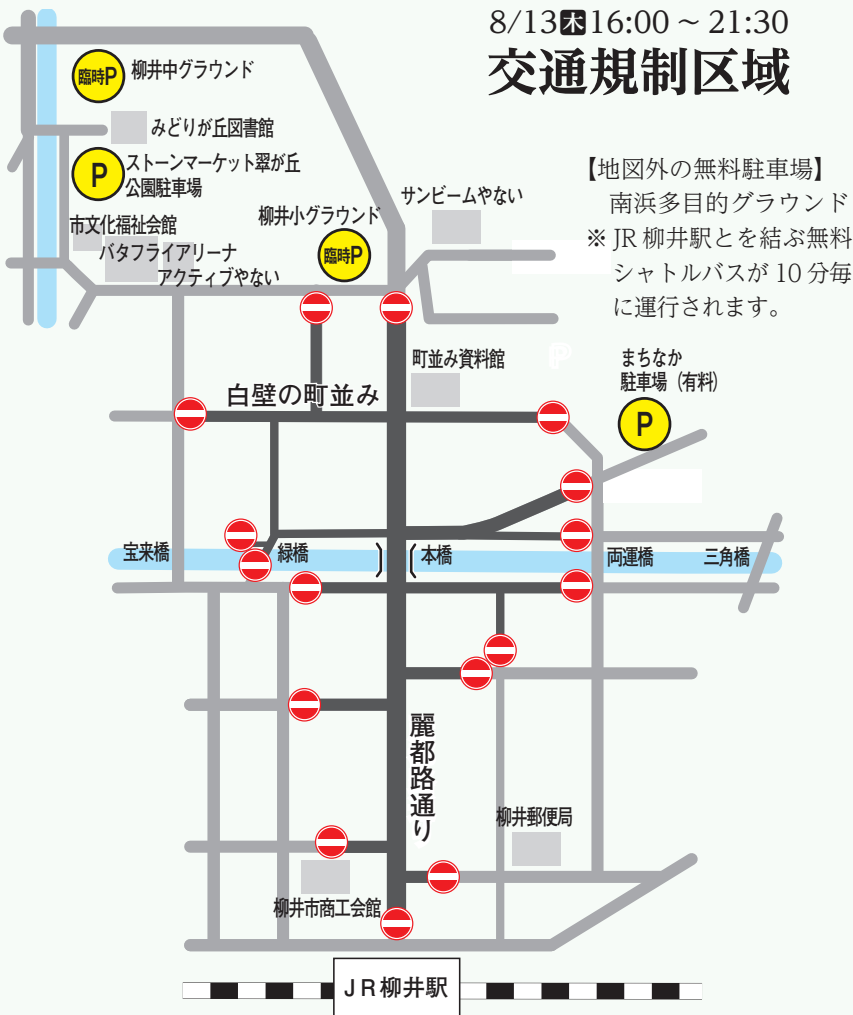 8/13木16:00 ~ 21:30
交通規制区域
臨時P 柳井中グラウンド
みどりが丘図書館
P ストーンマーケット翠が丘
公園駐車場
【地図外の無料駐車場】
南浜多目的グラウンド
※JR柳井駅とを結ぶ無料
シャトルバスが10分毎
に運行されます。
サンビームやない
柳井小グラウンド
臨時P
市文化福祉会館
バタフライアリーナ
アクティブやない
町並み資料館
P
まちなか
駐車場（有料）
P
白壁の町並み
宝来橋
緑橋
本橋
両運橋
三角橋
麗都路通り
柳井郵便局
柳井市商工会館
JR柳井駅